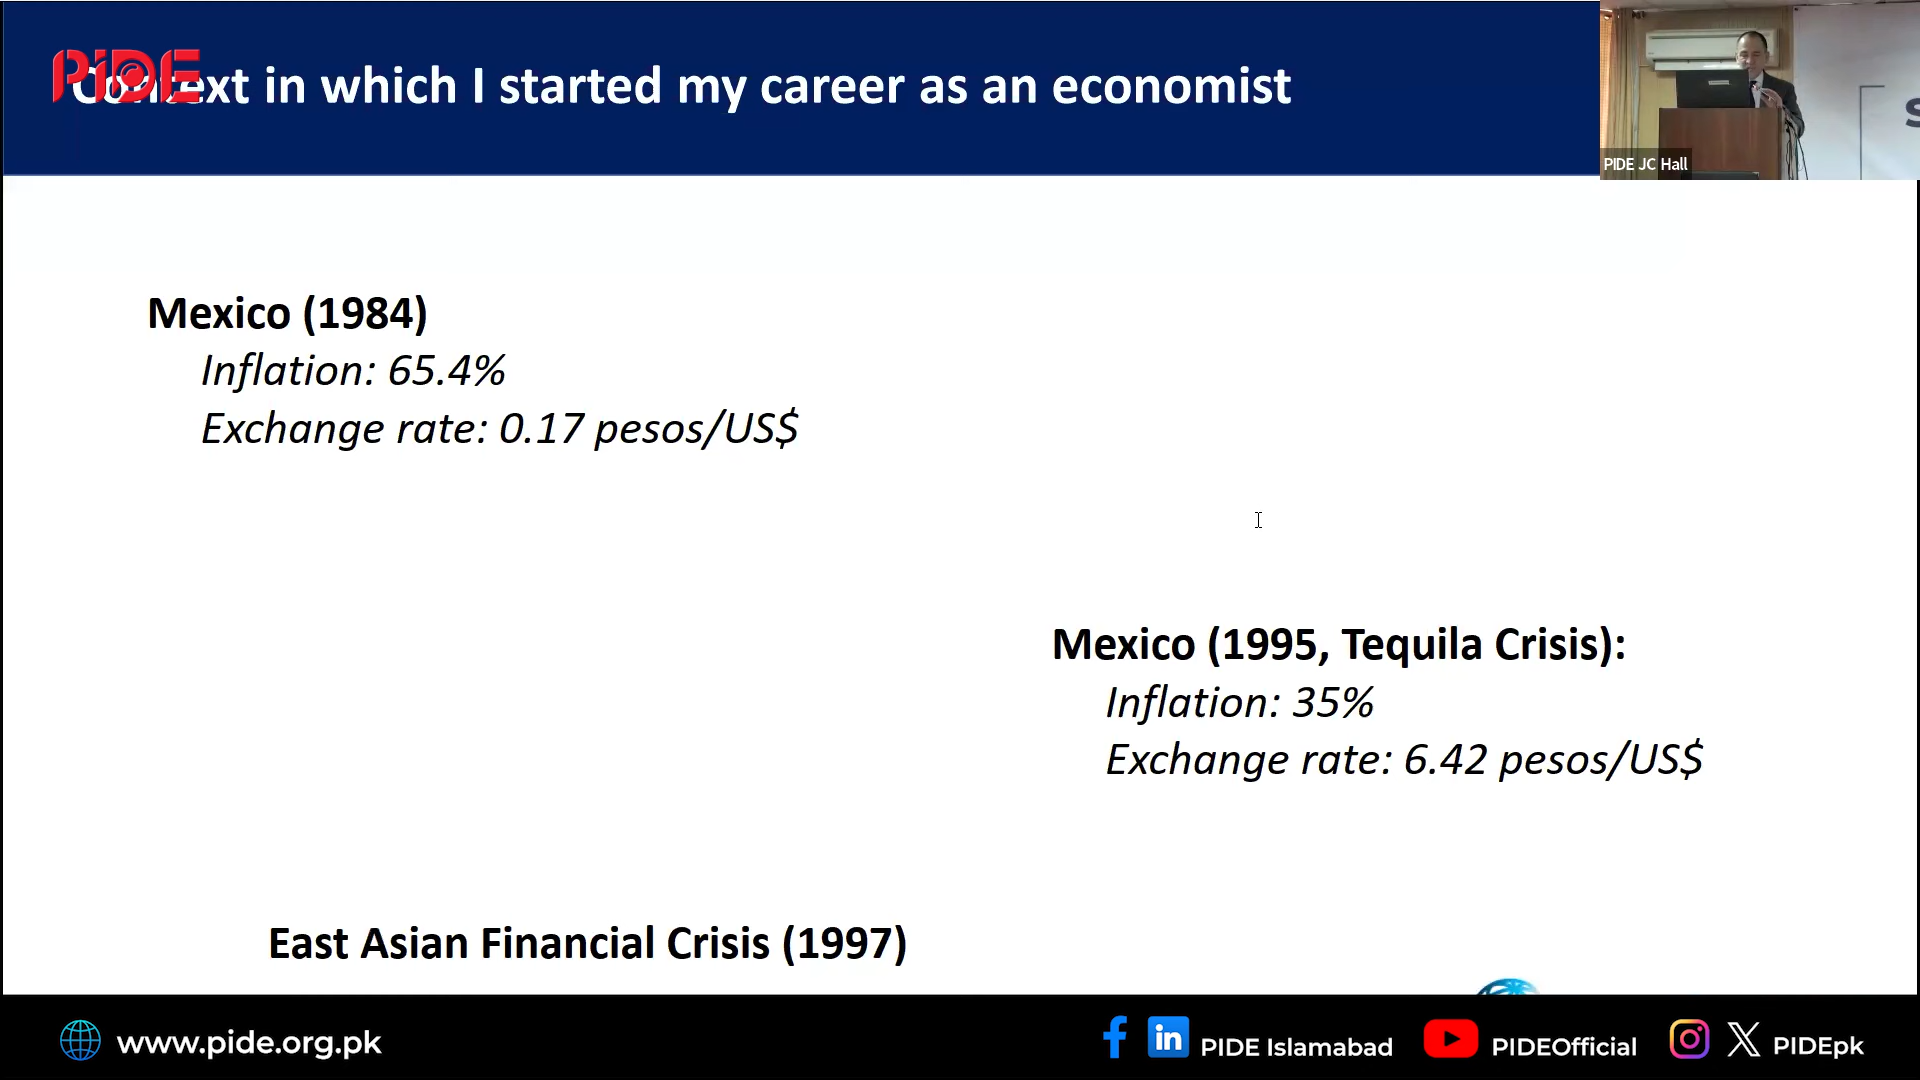 PIDE
Context in which I started my career as an economist
PIDE JC Hall
Mexico (1984)
Inflation: 65.4%
Exchange rate: 0.17 pesos/US$
Mexico (1995, Tequila Crisis):
Inflation: 35%
Exchange rate: 6.42 pesos/US$
East Asian Financial Crisis (1997)
www.pide.org.pk
PIDE Islamabad
PIDEOfficial
PIDEpk